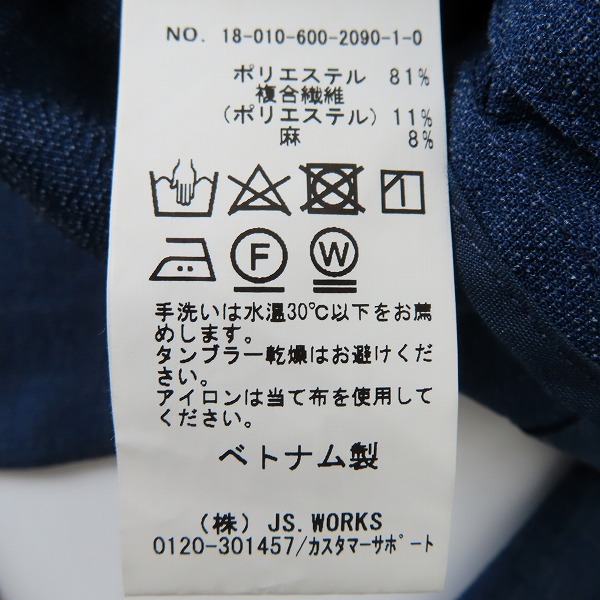 NO. 18-010-600-2090-1-0
ポリエステル 81%
複合繊維
(ポリエステル) 11%
麻 8%
F W
手洗いは水温30℃以下をお薦
めします。
タンブラー乾燥はお避けくだ
さい。
アイロンは当て布を使用して
ください。
ベトナム製
(株) JS.WORKS
0120-301457/カスタマーサポート